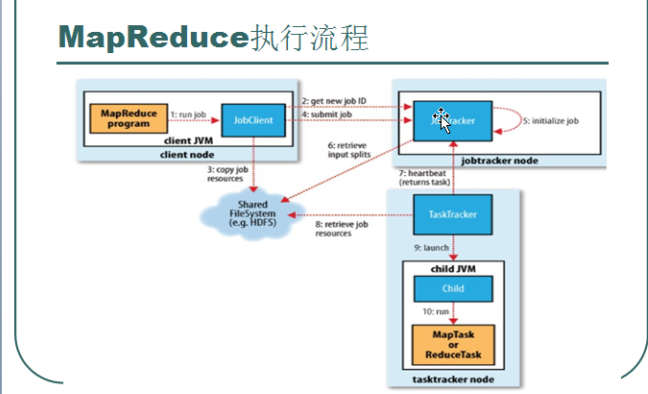 MapReduce执行流程
MapReduce
program
1: run job
JobClient
client JVM
client node
2: get new job ID
4: submit job
5: initialize job
jobtracker node
3: copy job
resources
6: retrieve
input splits
7: heartbeat
(returns task)
Shared
FileSystem
(e.g. HDFS)
8: retrieve job
resources
TaskTracker
9: launch
child JVM
Child
10: run
MapTask
or
ReduceTask
tasktracker node